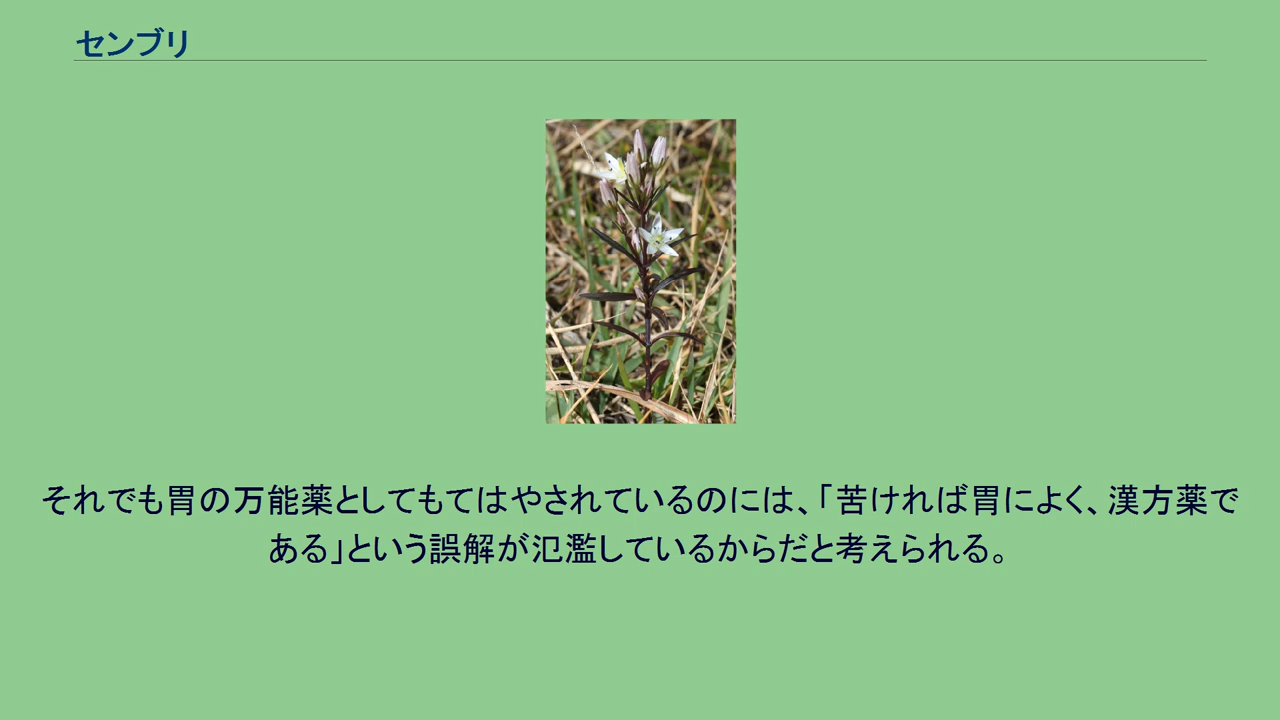 センブリ
それでも胃の万能薬としてもてはやされているのには、「苦ければ胃によく、漢方薬で
ある」という誤解が氾濫しているからだと考えられる。